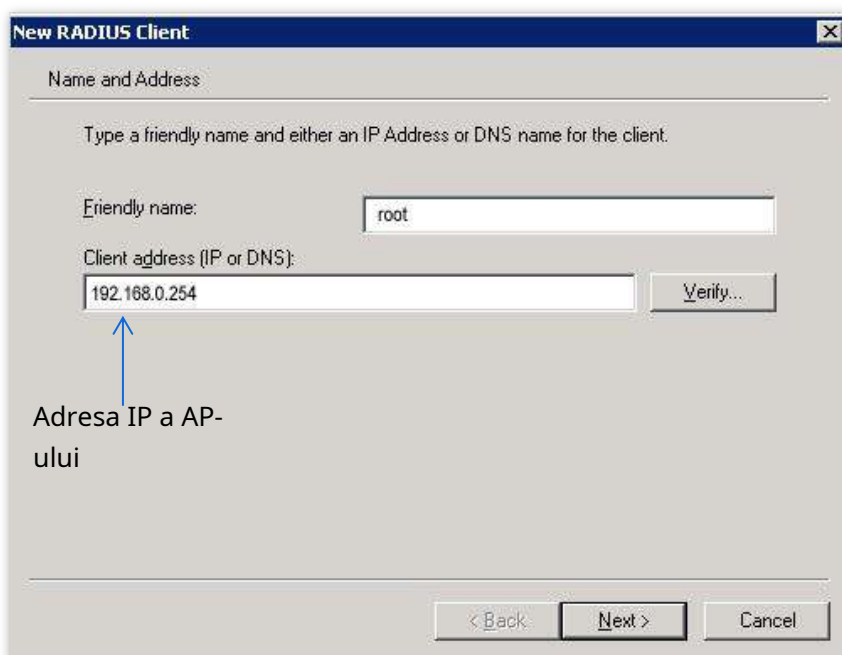 New RADIUS Client
Name and Address
Type a friendly name and either an IP Address or DNS name for the client.
Friendly name:
root
Client address (IP or DNS):
192.168.0.254
Verify...
Adresa IP a AP-
ului
< Back
Next >
Cancel